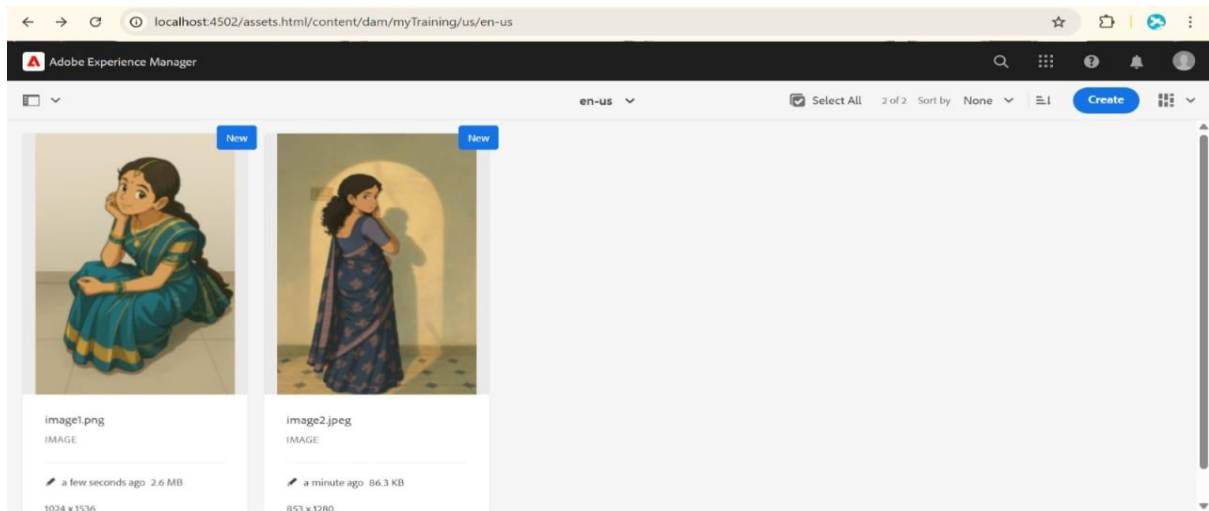 localhost:4502/assets.html/content/dam/myTraining/us/en-us
Adobe Experience Manager
en-us Select All 2 of 2 Sort by None Create
New New
image1.png image2.jpeg
IMAGE IMAGE
a few seconds ago 2.6 MB a minute ago 86.3 KB
1024 x 1536 853 x 1280